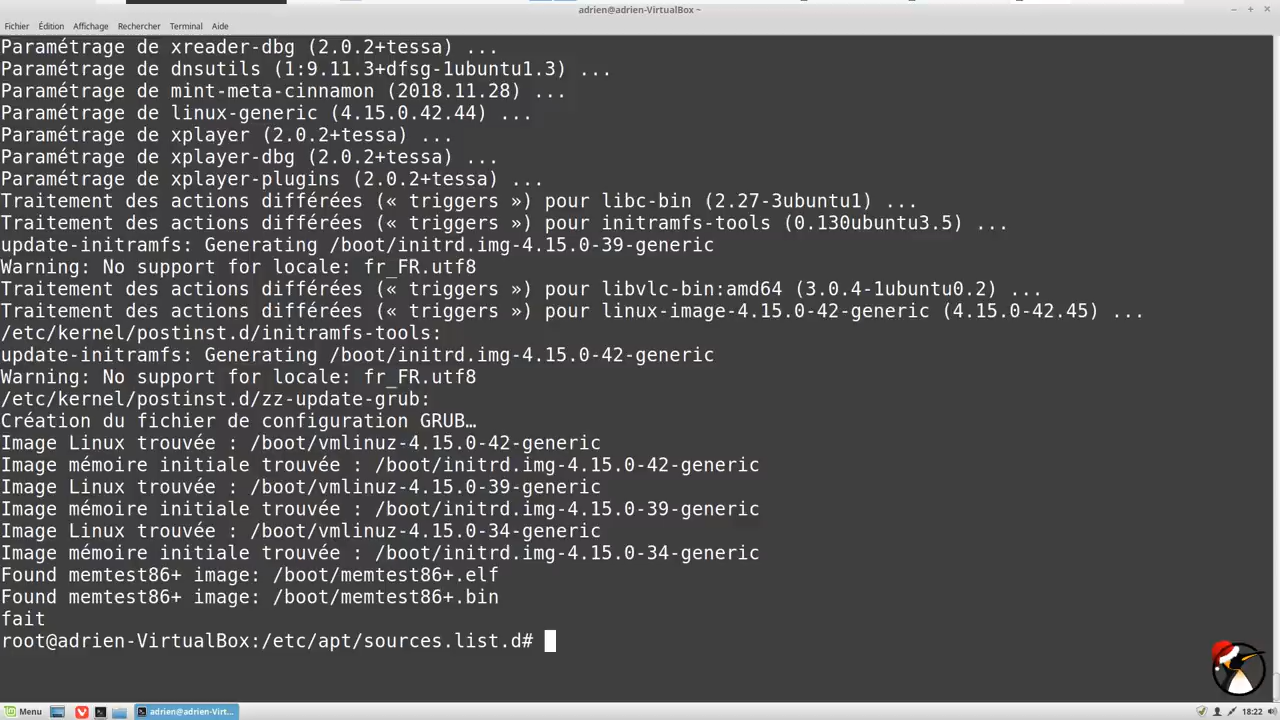 adrien@adrien-VirtualBox ~
Fichier Édition Affichage Rechercher Terminal Aide
Paramétrage de xreader-dbg (2.0.2+tessa) ...
Paramétrage de dnsutils (1:9.11.3+dfsg-1ubuntu1.3) ...
Paramétrage de mint-meta-cinnamon (2018.11.28) ...
Paramétrage de linux-generic (4.15.0.42.44) ...
Paramétrage de xplayer (2.0.2+tessa) ...
Paramétrage de xplayer-dbg (2.0.2+tessa) ...
Paramétrage de xplayer-plugins (2.0.2+tessa) ...
Traitement des actions différées (« triggers ») pour libc-bin (2.27-3ubuntu1) ...
Traitement des actions différées (« triggers ») pour initramfs-tools (0.130ubuntu3.5) ...
update-initramfs: Generating /boot/initrd.img-4.15.0-39-generic
Warning: No support for locale: fr_FR.utf8
Traitement des actions différées (« triggers ») pour libvlc-bin:amd64 (3.0.4-1ubuntu0.2) ...
Traitement des actions différées (« triggers ») pour linux-image-4.15.0-42-generic (4.15.0-42.45) ...
/etc/kernel/postinst.d/initramfs-tools:
update-initramfs: Generating /boot/initrd.img-4.15.0-42-generic
Warning: No support for locale: fr_FR.utf8
/etc/kernel/postinst.d/zz-update-grub:
Création du fichier de configuration GRUB…
Image Linux trouvée : /boot/vmlinuz-4.15.0-42-generic
Image mémoire initiale trouvée : /boot/initrd.img-4.15.0-42-generic
Image Linux trouvée : /boot/vmlinuz-4.15.0-39-generic
Image mémoire initiale trouvée : /boot/initrd.img-4.15.0-39-generic
Image Linux trouvée : /boot/vmlinuz-4.15.0-34-generic
Image mémoire initiale trouvée : /boot/initrd.img-4.15.0-34-generic
Found memtest86+ image: /boot/memtest86+.elf
Found memtest86+ image: /boot/memtest86+.bin
fait
root@adrien-VirtualBox:/etc/apt/sources.list.d#
Menu adrien@adrien-Virt... 18:22